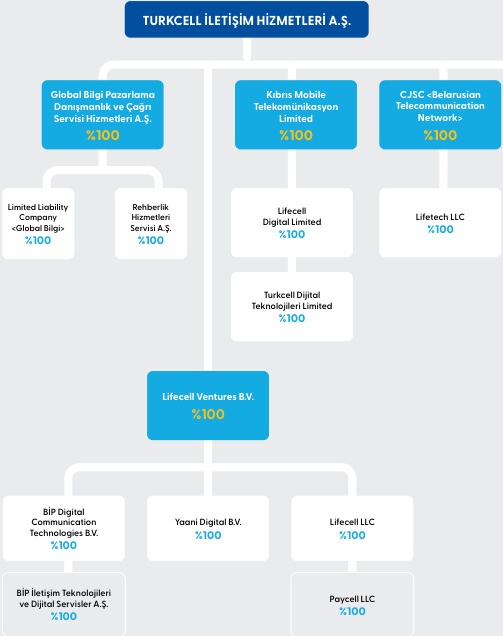 TURKCELL İLETİŞİM HİZMETLERİ A.Ş.
Global Bilgi Pazarlama
Danışmanlık ve Çağrı
Servisi Hizmetleri A.Ş.
%100
Kıbrıs Mobile
Telekomünikasyon
Limited
%100
CJSC <Belarusian
Telecommunication
Network>
%100
Limited Liability
Company
<Global Bilgi>
%100
Rehberlik
Hizmetleri
Servisi A.Ş.
%100
Lifecell
Digital Limited
%100
Lifetech LLC
%100
Turkcell Dijital
Teknolojileri Limited
%100
Lifecell Ventures B.V.
%100
BİP Digital
Communication
Technologies B.V.
%100
Yaani Digital B.V.
%100
Lifecell LLC
%100
BİP İletişim Teknolojileri
ve Dijital Servisler A.Ş.
%100
Paycell LLC
%100